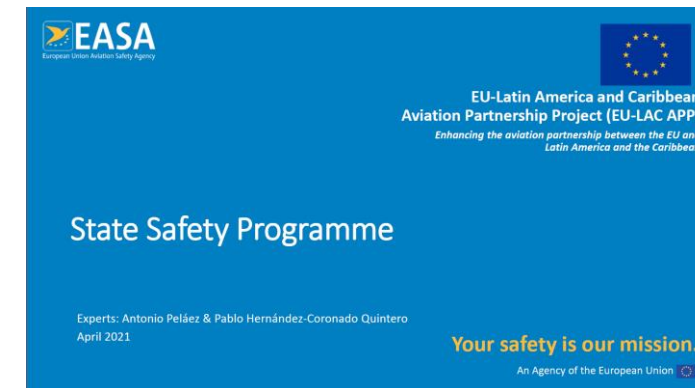 EASA
European Union Aviation Safety Agency
EU-Latin America and Caribbean
Aviation Partnership Project (EU-LAC APP
Enhancing the aviation partnership between the EU an
Latin America and the Caribbea
State Safety Programme
Experts: Antonio Peláez & Pablo Hernández-Coronado Quintero
April 2021
Your safety is our mission.
An Agency of the European Union